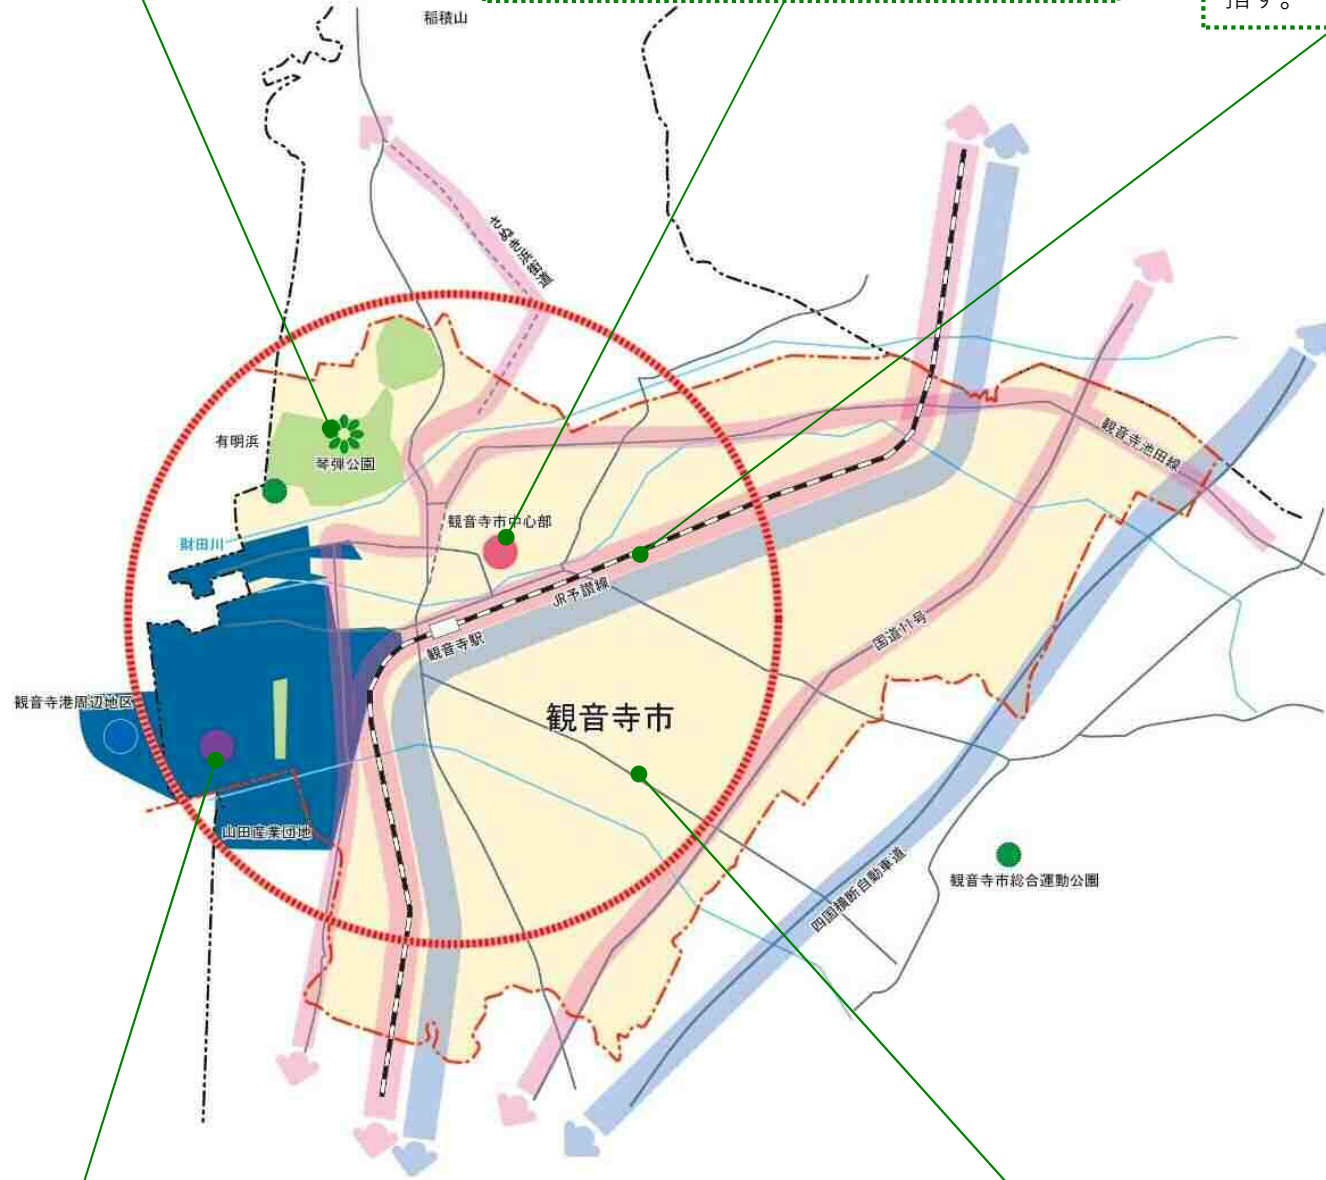 指す。
稲積山
さぬき浜街道
有明浜
琴弾公園
観音寺池田線
観音寺市中心部
財田川
JR予讃線
観音寺駅
国道11号
観音寺港周辺地区
観音寺市
山田産業団地
四国横断自動車道
観音寺市総合運動公園